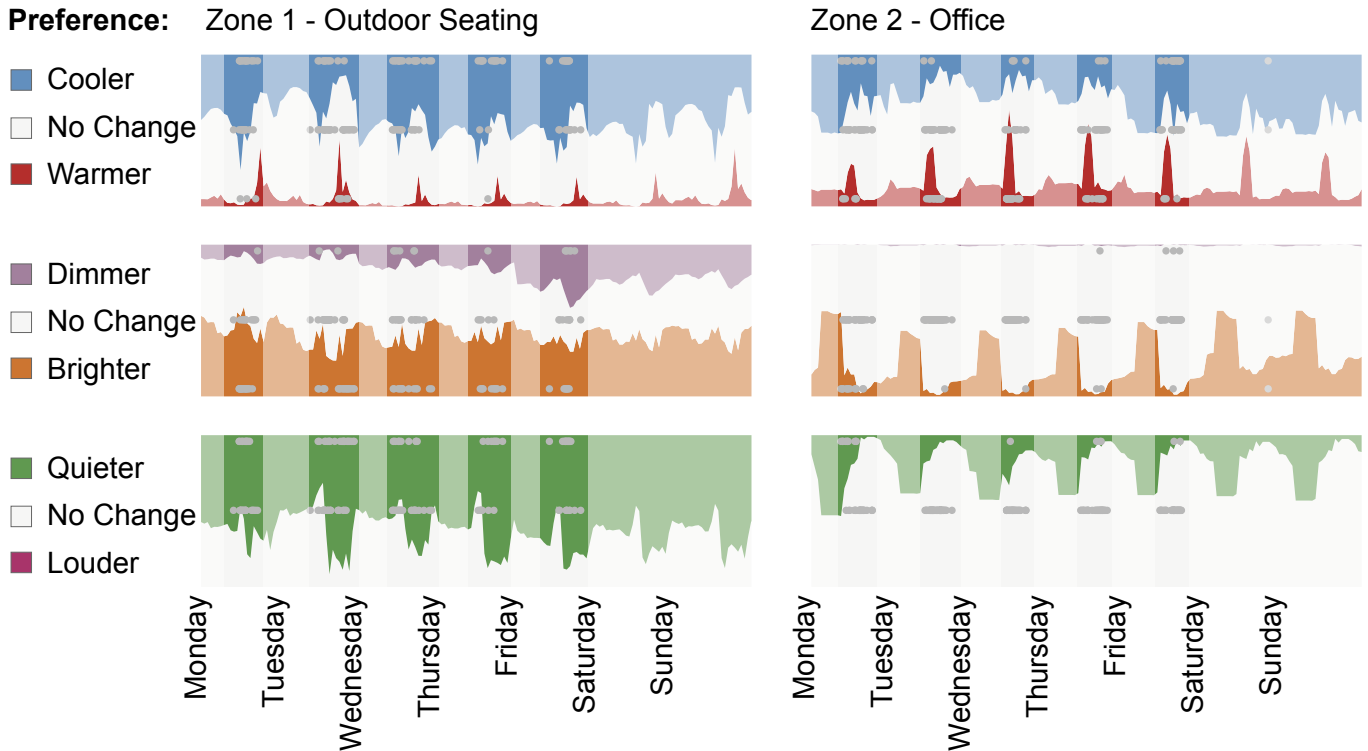 Preference: Zone 1 - Outdoor Seating Zone 2 - Office
Cooler
No Change
Warmer
Dimmer
No Change
Brighter
Quieter
No Change
Louder
Monday Tuesday Wednesday Thursday Friday Saturday Sunday Monday Tuesday Wednesday Thursday Friday Saturday Sunday